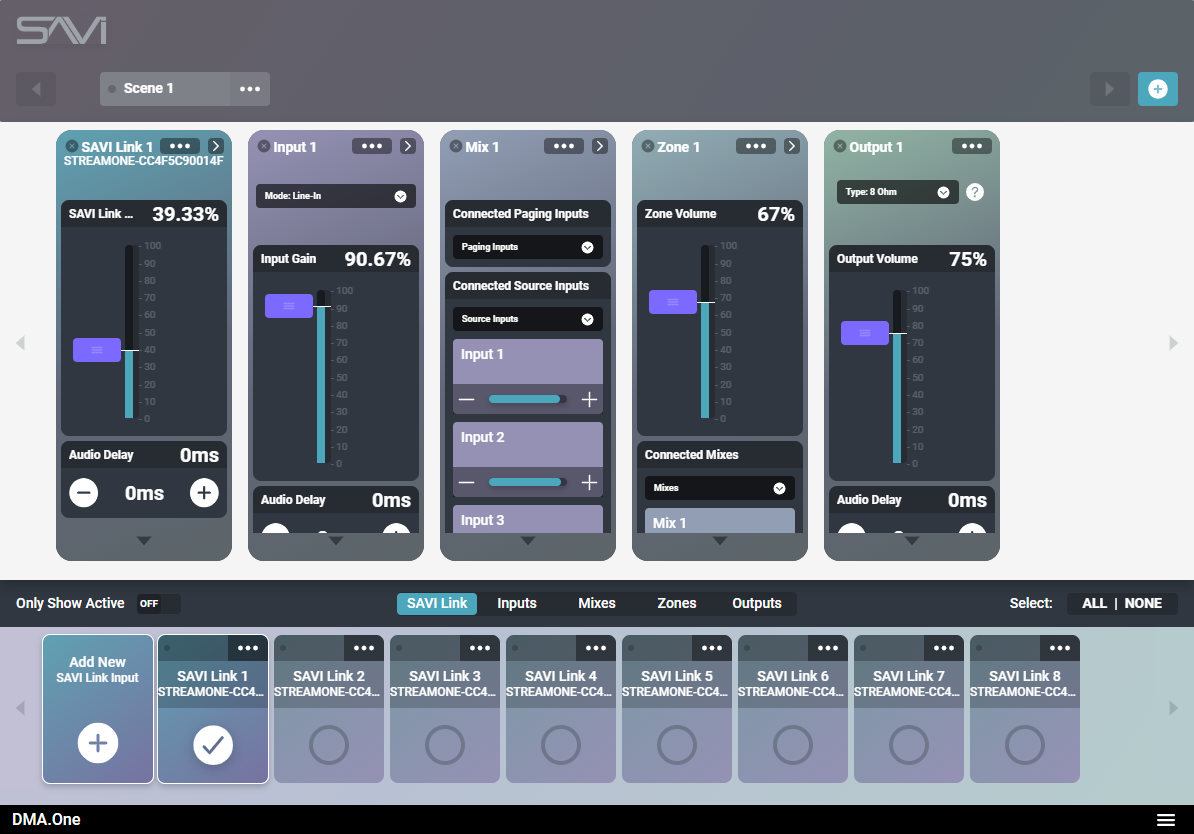 SAVI
Scene 1
SAVI Link 1
STREAMONE-CC4F5C90014F
SAVI Link ... 39.33%
100
90
80
70
60
50
40
30
20
10
0
Audio Delay 0ms
0ms
Input 1
Mode: Line-In
Input Gain 90.67%
100
90
80
70
60
50
40
30
20
10
0
Audio Delay 0ms
Mix 1
Connected Paging Inputs
Paging Inputs
Connected Source Inputs
Source Inputs
Input 1
Input 2
Input 3
Zone 1
Zone Volume 67%
100
90
80
70
60
50
40
30
20
10
0
Connected Mixes
Mixes
Mix 1
Output 1
Type: 8 Ohm ?
Output Volume 75%
100
90
80
70
60
50
40
30
20
10
0
Audio Delay 0ms
Only Show Active OFF
SAVI Link Inputs Mixes Zones Outputs
Select: ALL | NONE
Add New
SAVI Link Input
SAVI Link 1
STREAMONE-CC4...
SAVI Link 2
STREAMONE-CC4...
SAVI Link 3
STREAMONE-CC4...
SAVI Link 4
STREAMONE-CC4...
SAVI Link 5
STREAMONE-CC4...
SAVI Link 6
STREAMONE-CC4...
SAVI Link 7
STREAMONE-CC4...
SAVI Link 8
STREAMONE-CC4...
DMA.One